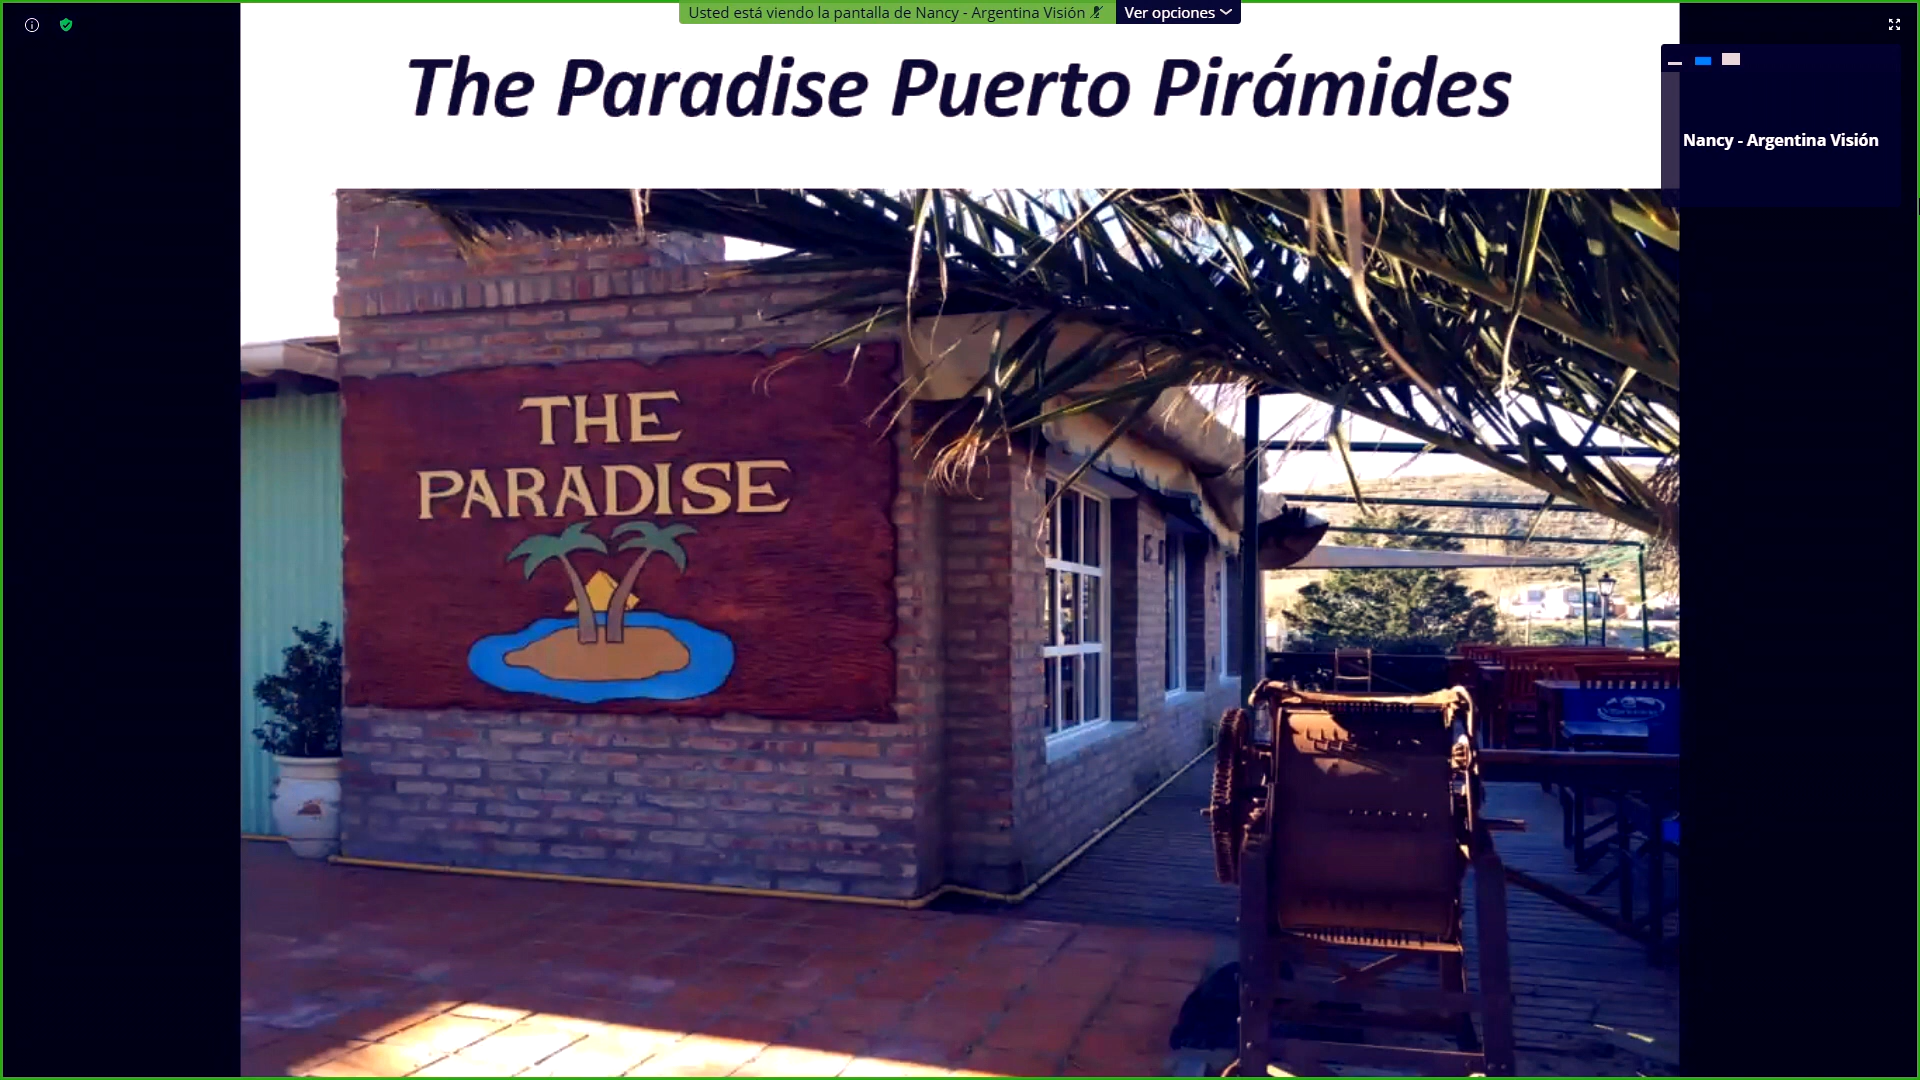 Usted está viendo la pantalla de Nancy - Argentina Visión
Ver opciones
The Paradise Puerto Pirámides
Nancy - Argentina Visión
THE
PARADISE